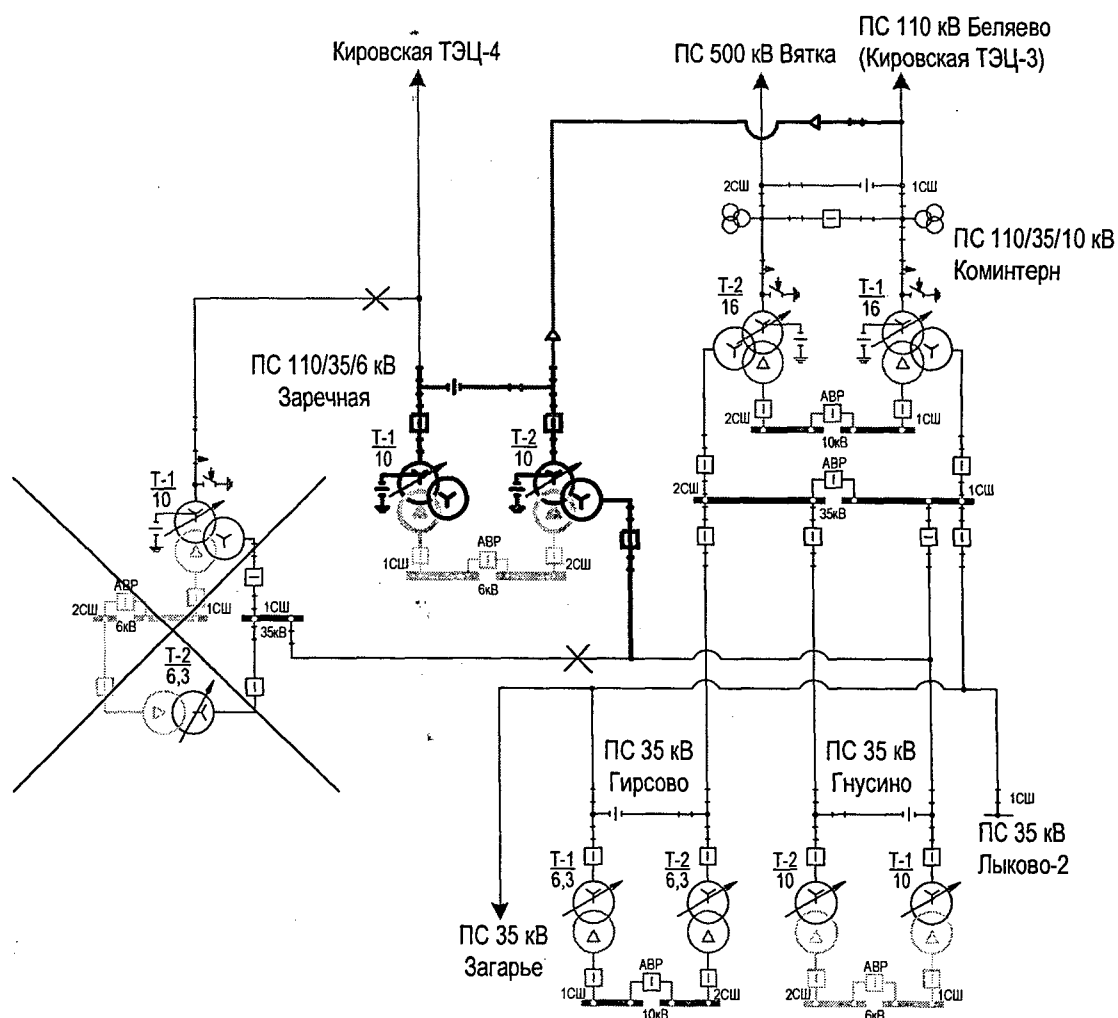 ПС 110 кВ Беляево
(Кировская ТЭЦ-3)
Кировская ТЭЦ-4
ПС 500 кВ Вятка
2СШ
1СШ
ПС 110/35/10 кВ
Коминтерн
Т-2
16
Т-1
16
ПС 110/35/6 кВ
Заречная
АВР
2СШ
1СШ
10кВ
Т-1
10
Т-2
10
Т-1
10
АВР
2СШ
1СШ
35кВ
АВР
1СШ
2СШ
6кВ
АВР
2СШ
1СШ
6кВ
1СШ
35кВ
Т-2
6,3
ПС 35 кВ
Гирсово
ПС 35 кВ
Гнусино
1СШ
ПС 35 кВ
Лыково-2
Т-1
6,3
Т-2
6,3
Т-2
10
Т-1
10
ПС 35 кВ
Загарье
АВР
1СШ
2СШ
10кВ
АВР
2СШ
1СШ
6кВ